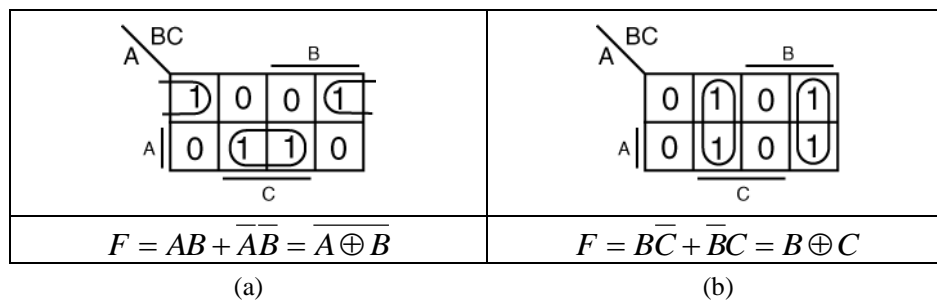 BC
A
B
1 0 0 1
A 0 1 1 0
C
BC
A
B
0 1 0 1
A 0 1 0 1
C
F = AB + A̅ B̅ = A̅ ̅⊕̅ ̅B̅
F = BC̅ + B̅C = B ⊕ C
(a)
(b)